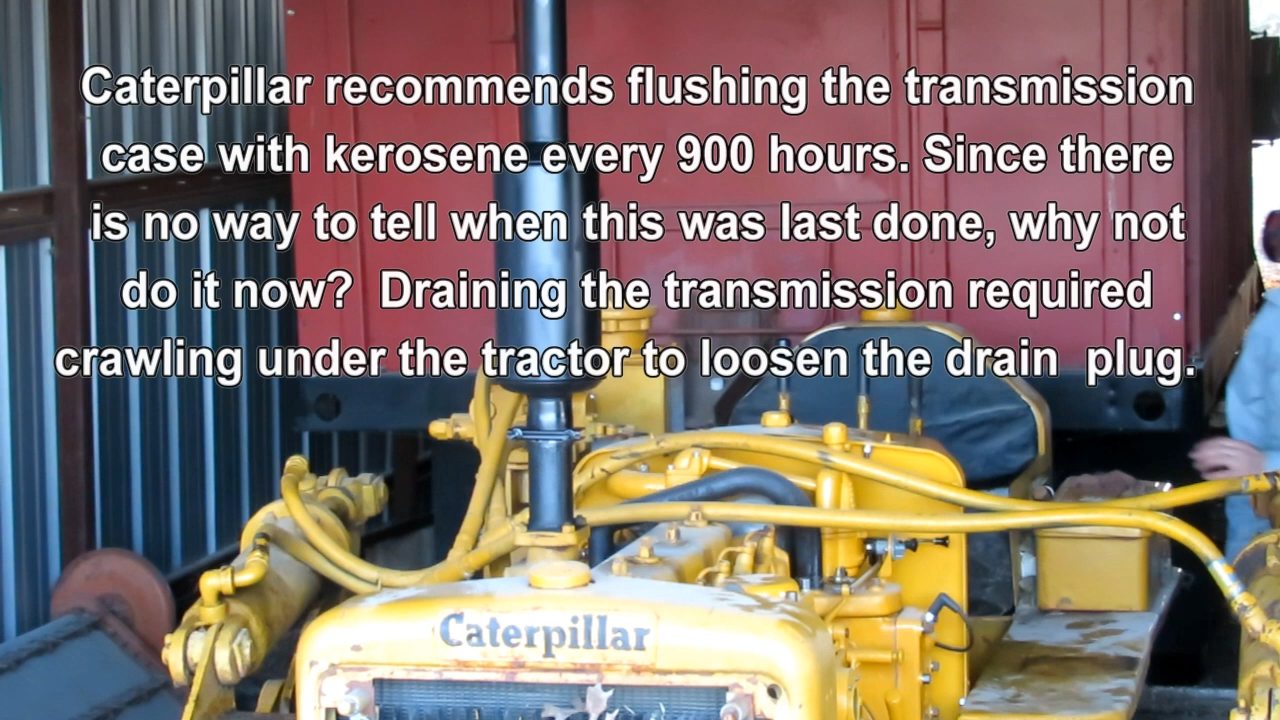 Caterpillar recommends flushing the transmission
case with kerosene every 900 hours. Since there
is no way to tell when this was last done, why not
do it now?  Draining the transmission required
crawling under the tractor to loosen the drain  plug.
Caterpillar